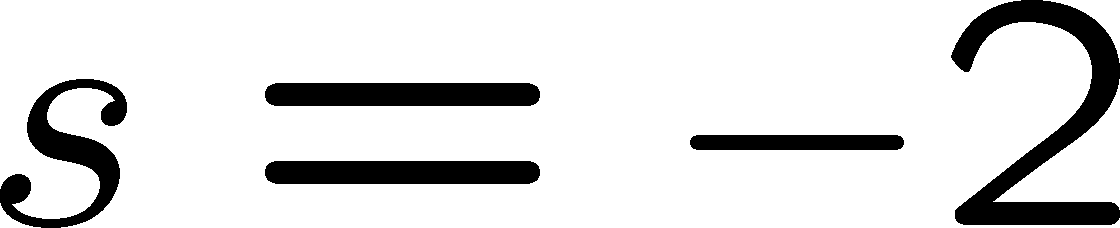 s = −2